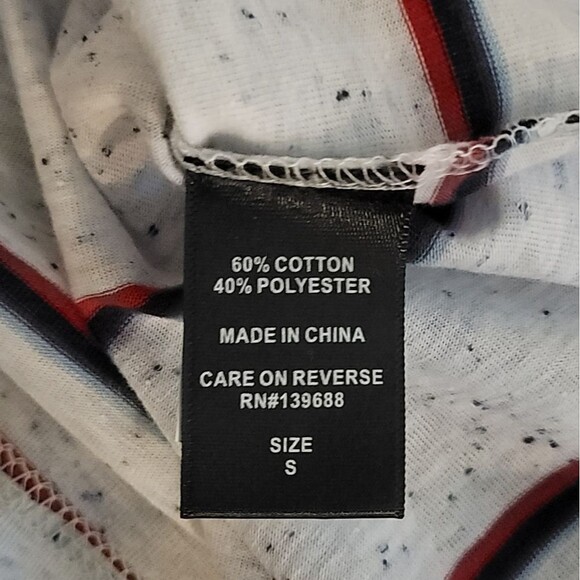 60% COTTON
40% POLYESTER
MADE IN CHINA
CARE ON REVERSE
RN#139688
SIZE
S